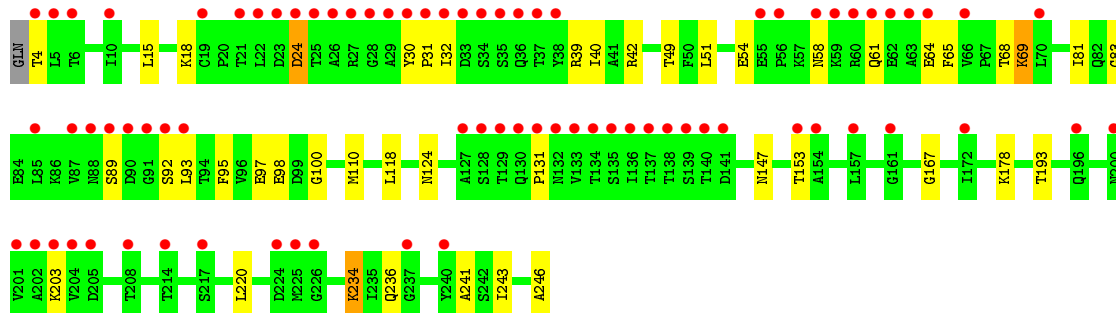 GLN T4 L5 T6 I10 L15 K18 C19 P20 T21 L22 D23 D24 T25 A26 R27 G28 A29 Y30 P31 I32 D33 S34 S35 Q36 T37 Y38 R39 I40 A41 R42 T49 F50 L51 E54 E55 P56 K57 N58 K59 R60 Q61 E62 A63 E64 F65 V66 P67 T68 K69 L70 I81 Q82
E84 L85 K86 V87 N88 S89 D90 G91 S92 L93 T94 F95 V96 E97 E98 D99 G100 M110 L118 N124 A127 S128 T129 Q130 P131 N132 V133 T134 S135 I136 T137 T138 S139 T140 D141 N147 T153 A154 L157 G161 G167 I172 K178 T193 Q196 N200
V201 A202 K203 V204 D205 T208 T214 S217 L220 D224 M225 G226 K234 I235 Q236 G237 Y240 A241 S242 I243 A246